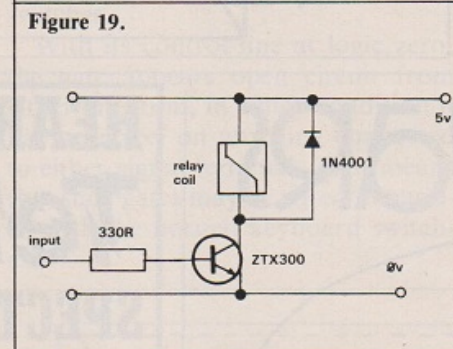 Figure 19.
5v
relay
coil
1N4001
330R
input
ZTX300
0v